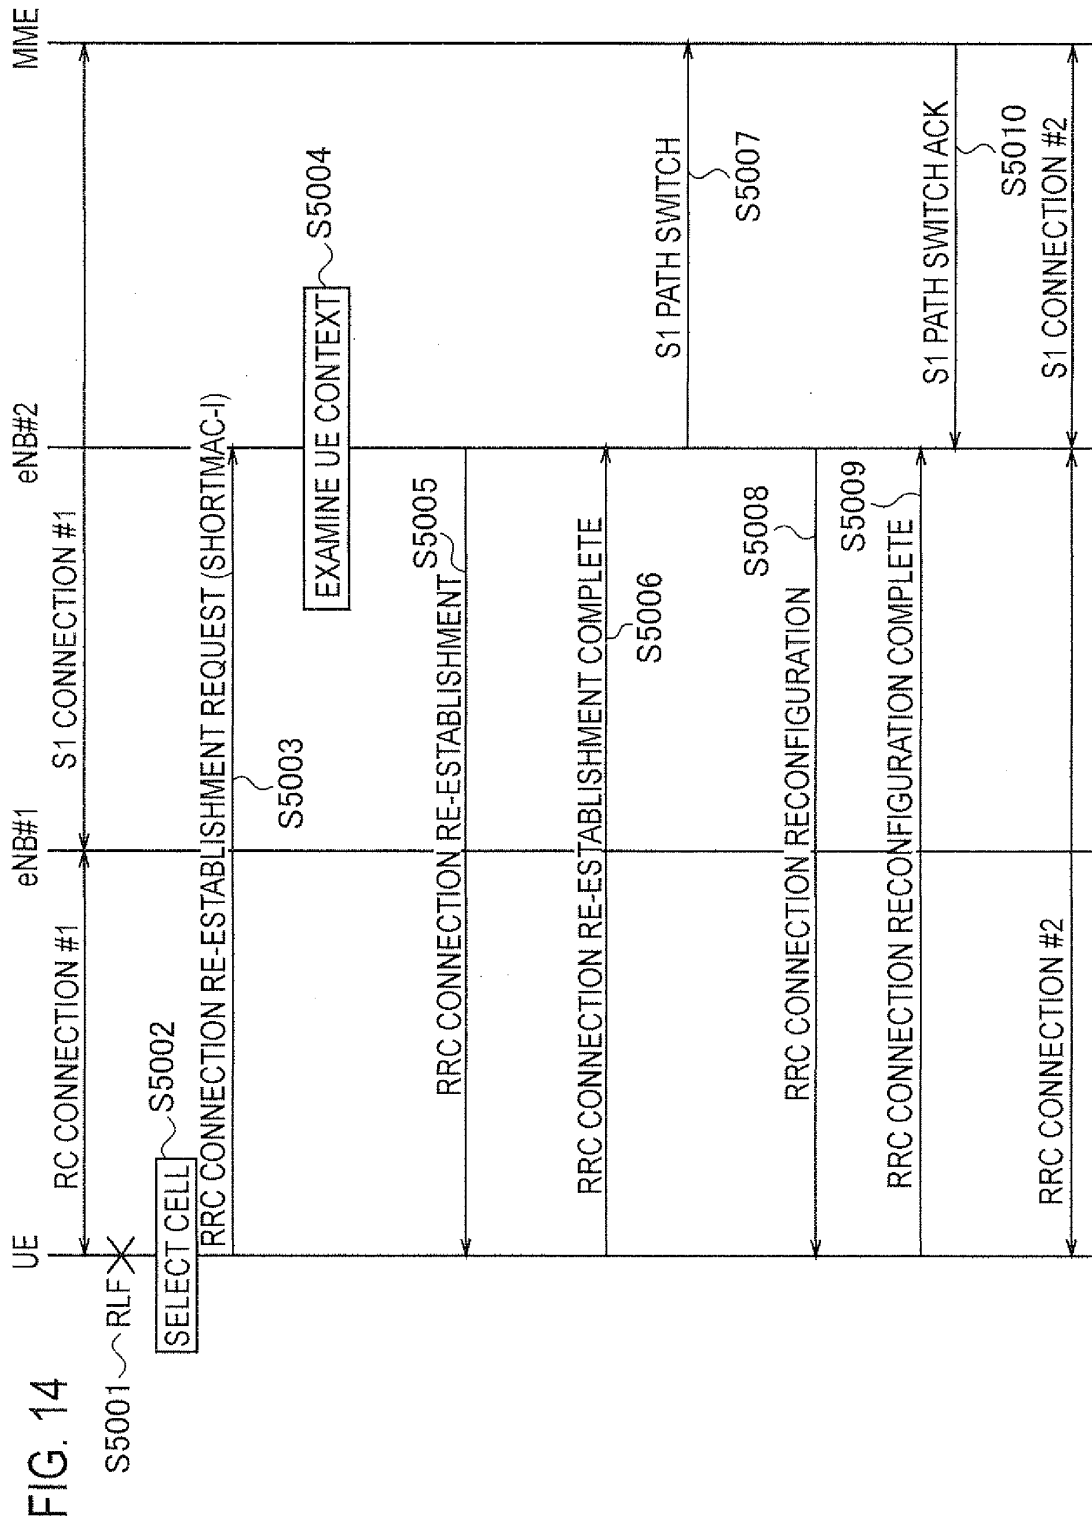 FIG. 14
UE
eNB#1
eNB#2
MME
RC CONNECTION #1
S1 CONNECTION #1
S5001
RLF
SELECT CELL
S5002
RRC CONNECTION RE-ESTABLISHMENT REQUEST (SHORTMAC-I)
S5003
EXAMINE UE CONTEXT
S5004
RRC CONNECTION RE-ESTABLISHMENT
S5005
RRC CONNECTION RE-ESTABLISHMENT COMPLETE
S5006
S1 PATH SWITCH
S5007
RRC CONNECTION RECONFIGURATION
S5008
RRC CONNECTION RECONFIGURATION COMPLETE
S5009
S1 PATH SWITCH ACK
S5010
RRC CONNECTION #2
S1 CONNECTION #2